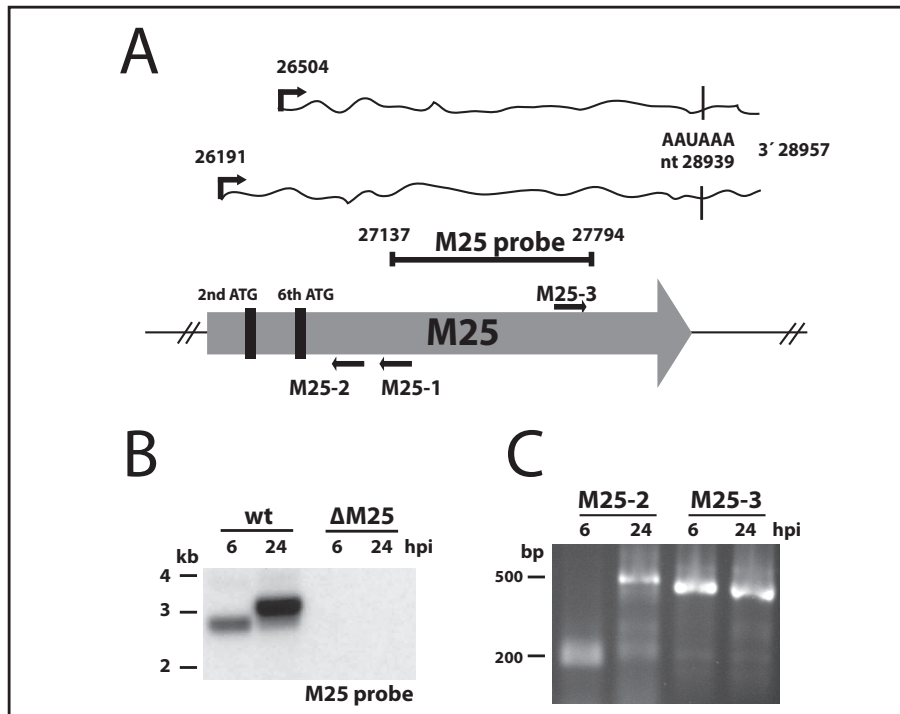 A
26504
AAUAAA
nt 28939
3´ 28957
26191
27137
M25 probe
27794
2nd ATG
6th ATG
M25-3
M25
M25-2
M25-1
B
wt
ΔM25
6
24
6
24
hpi
kb
4
3
2
M25 probe
C
M25-2
M25-3
6
24
6
24
bp
500
200